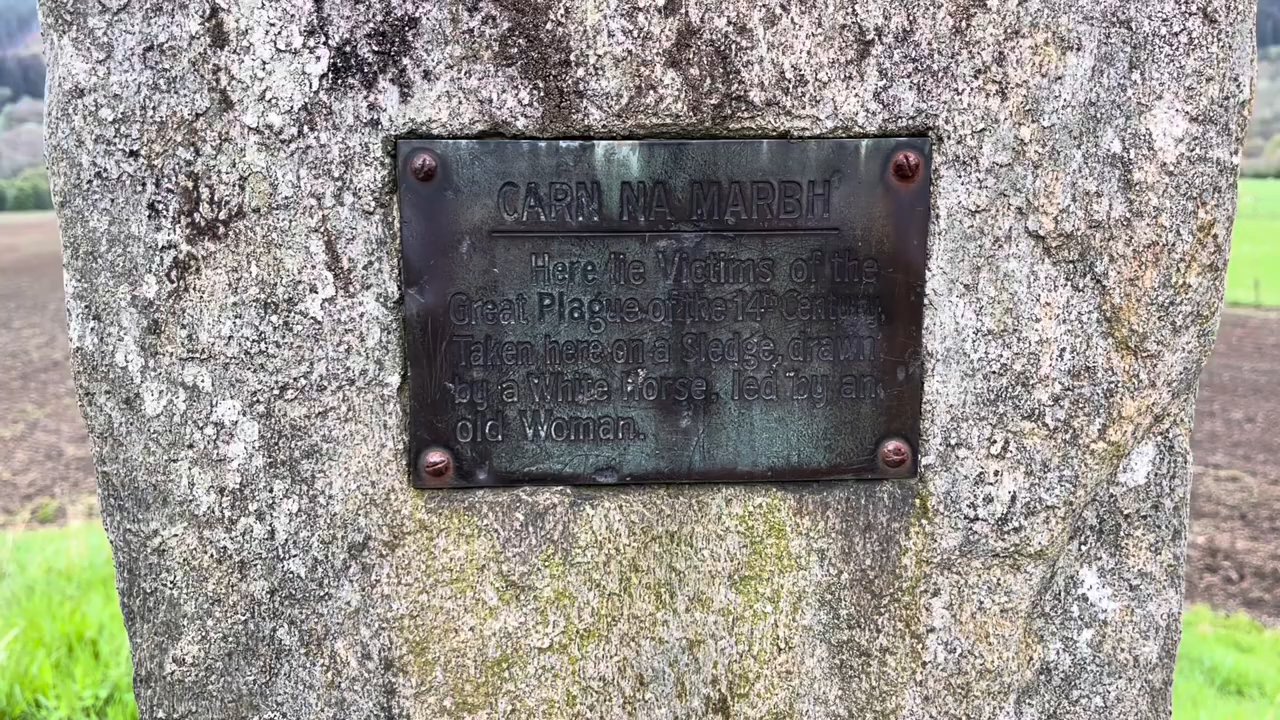 CARN NA MARBH
Here lie Victims of the
Great Plague of the 14th Century,
Taken here on a Sledge, drawn
by a White Horse, led by an
old Woman.